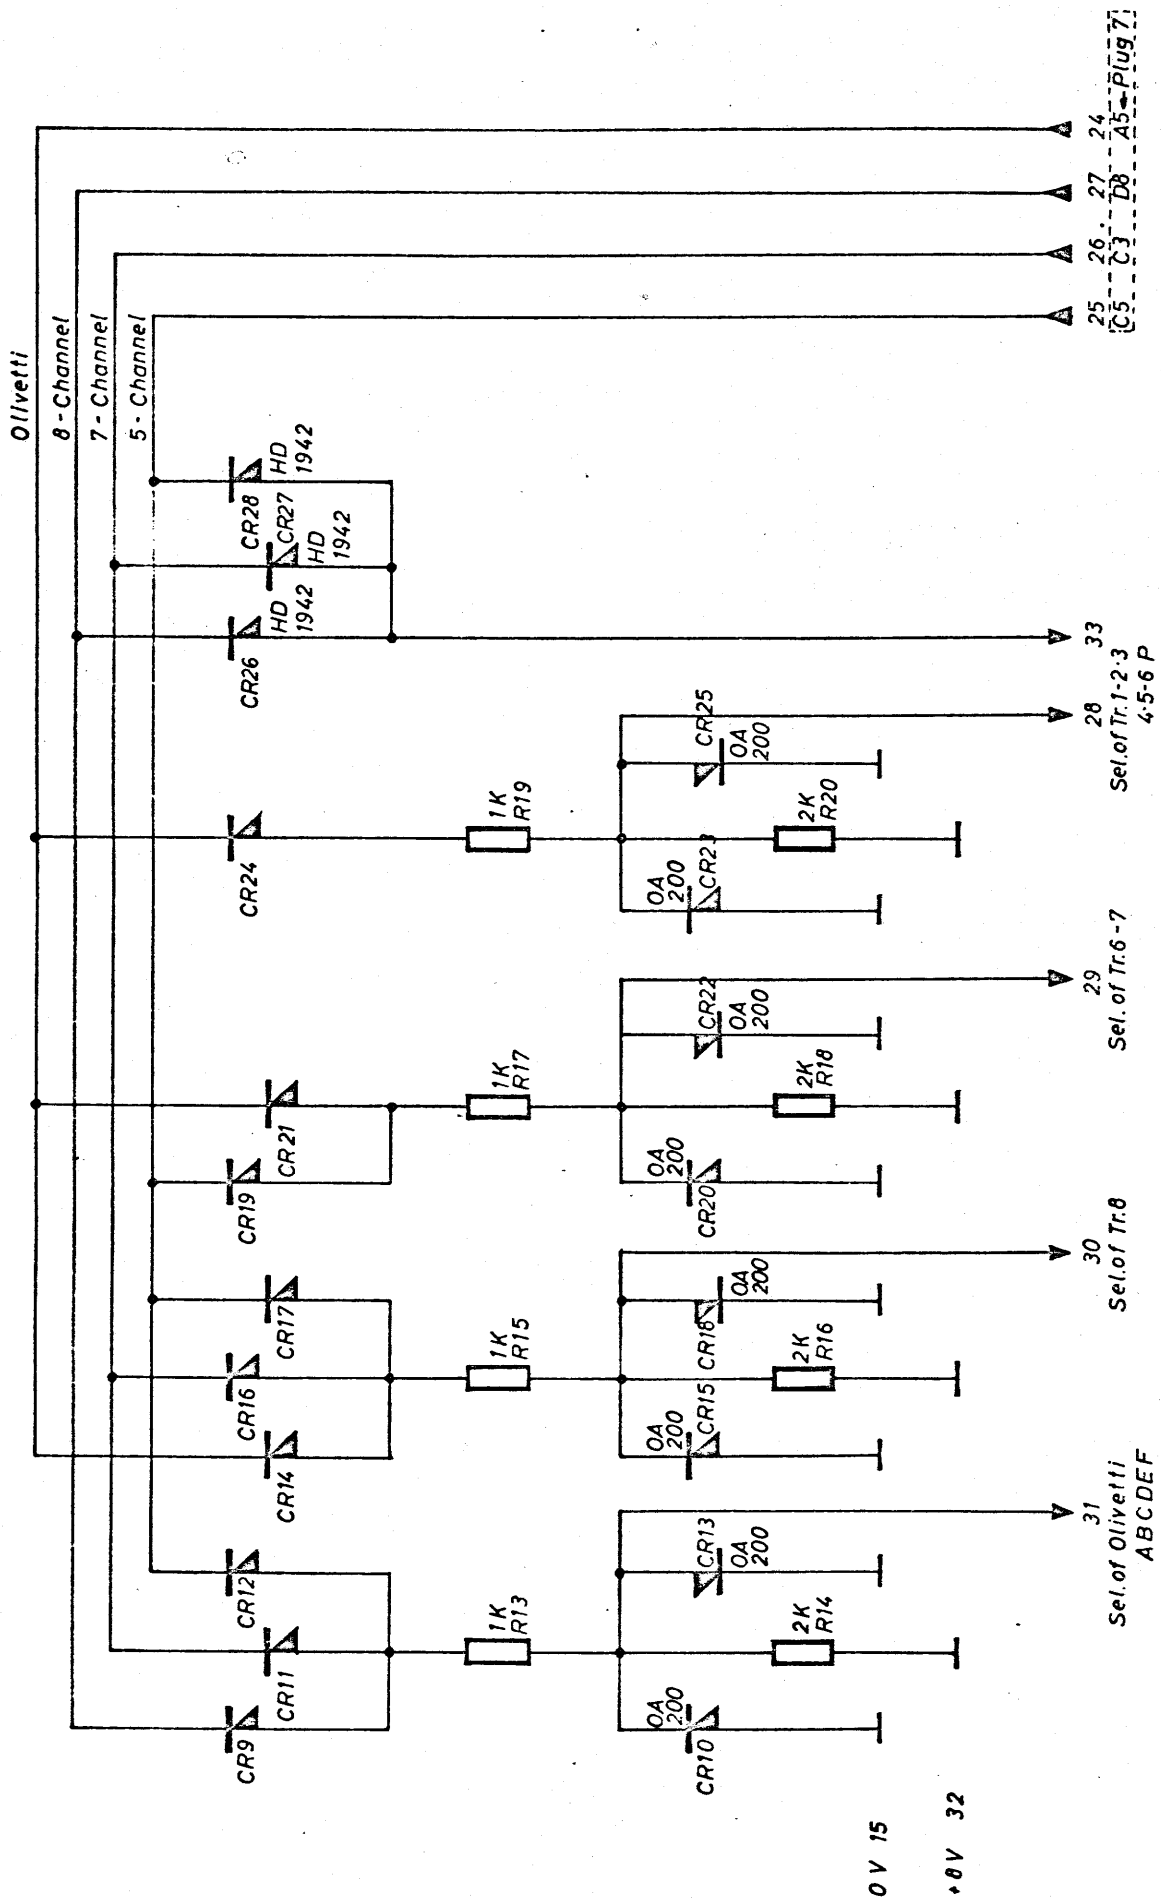 Olivetti
8 - Channel
7 - Channel
5 - Channel
CR9
CR11
CR12
CR14
CR16
CR17
CR19
CR21
CR24
CR26
HD
1942
CR27
HD
1942
CR28
HD
1942
1K
R13
1K
R15
1K
R17
1K
R19
OA
200
CR10
CR13
OA
200
2K
R14
OA
200
CR15
CR18
OA
200
2K
R16
OA
200
CR20
CR22
OA
200
2K
R18
OA
200
CR23
CR25
OA
200
2K
R20
0 V 15
+8 V 32
31
Sel.of Olivetti
A B C D E F
30
Sel.of Tr.8
29
Sel.of Tr.6-7
28
Sel.of Tr.1-2-3
4-5-6 P
33
25 26 27 24
C5 C3 D8 A5 Plug 7